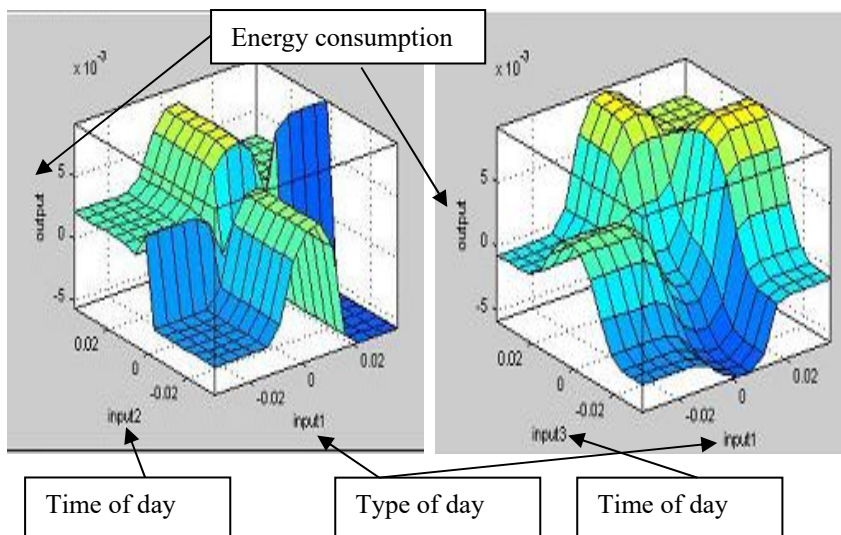 Energy consumption
x 10⁻³
5
0
-5
output
0.02
0
-0.02
input2
-0.02
0
0.02
input1
x 10⁻³
5
0
-5
output
0.02
0
-0.02
input3
-0.02
0
0.02
input1
Time of day
Type of day
Time of day